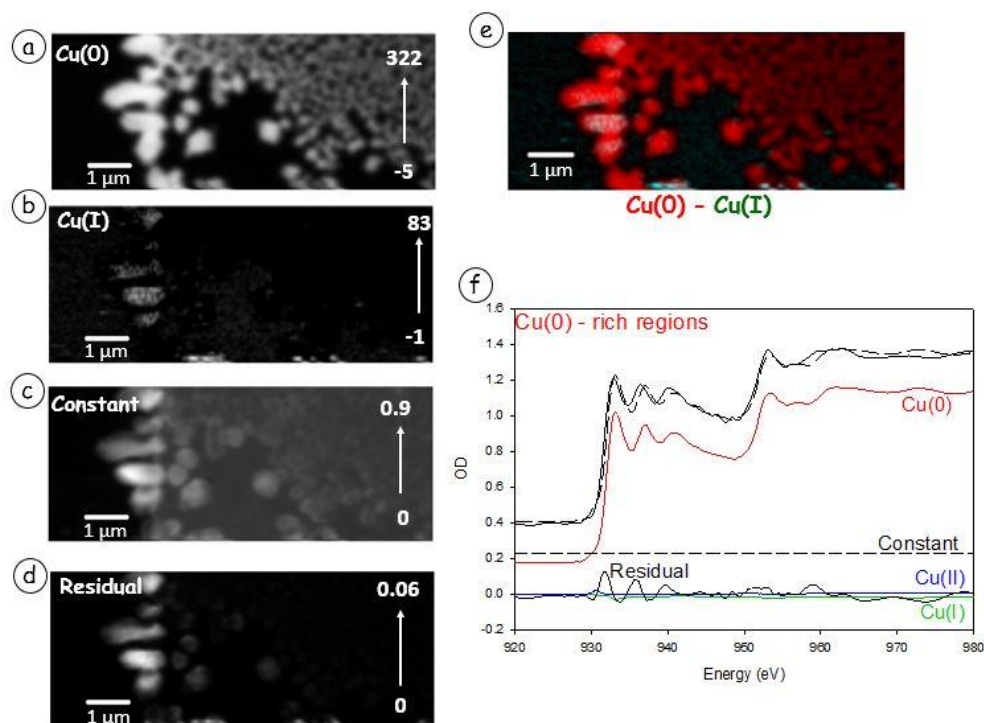 a
Cu(0)
322
-5
1 µm
b
Cu(I)
83
-1
1 µm
c
Constant
0.9
0
1 µm
d
Residual
0.06
0
1 µm
e
1 µm
Cu(0) - Cu(I)
f
Cu(0) - rich regions
1.6
1.4
1.2
1.0
0.8
0.6
0.4
0.2
0.0
-0.2
OD
Cu(0)
Constant
Residual
Cu(II)
Cu(I)
920 930 940 950 960 970 980
Energy (eV)